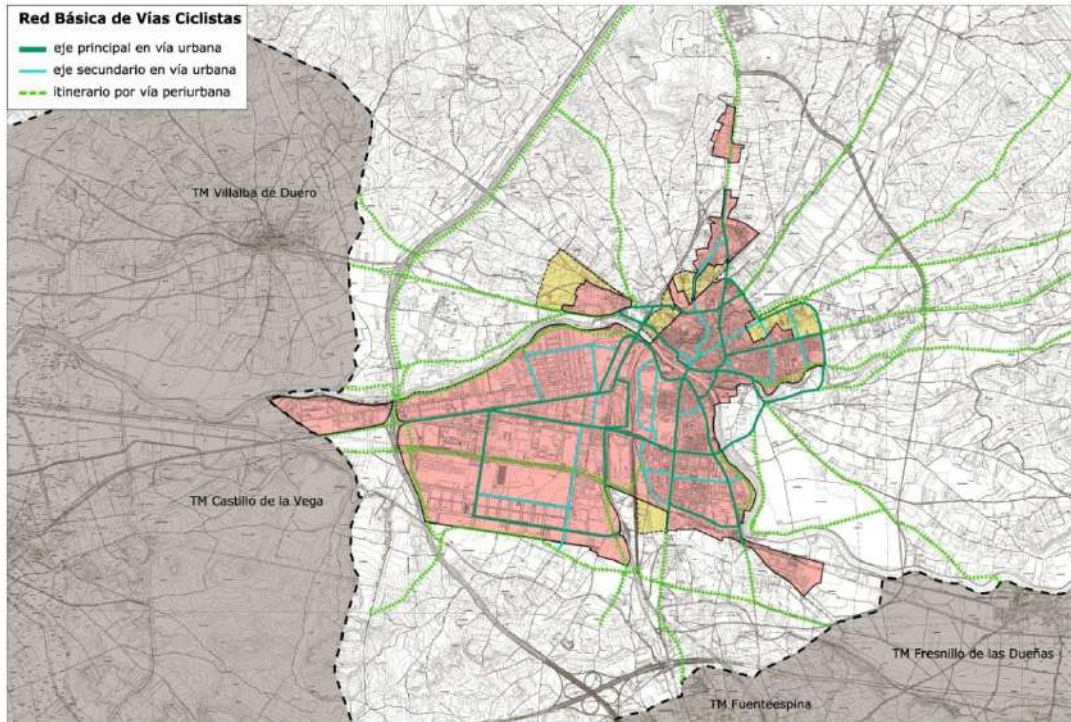 Red Básica de Vías Ciclistas
eje principal en vía urbana
eje secundario en vía urbana
itinerario por vía periurbana
TM Villalba de Duero
TM Castillo de la Vega
TM Fresnillo de las Dueñas
TM Fuenteespina